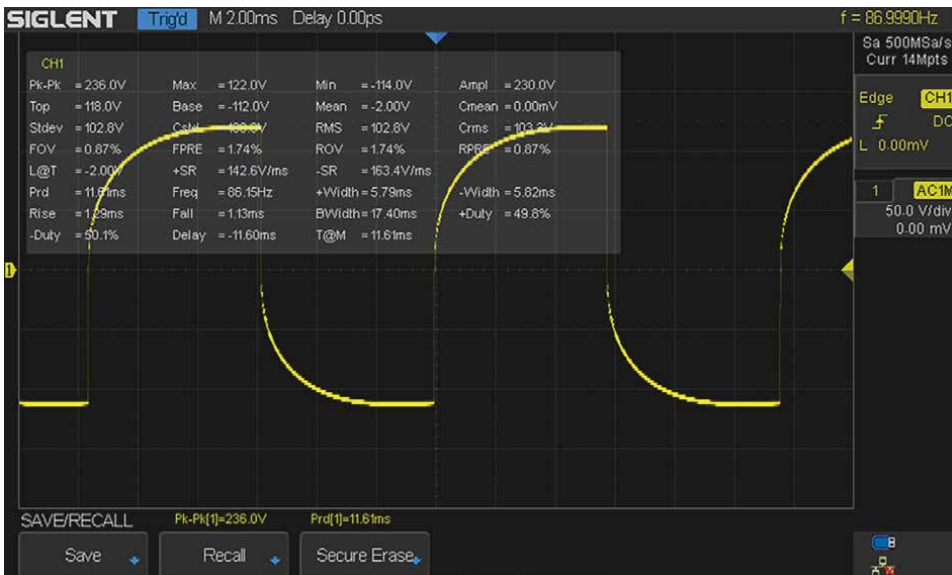 SIGLENT Trig'd M 2.00ms Delay 0.00ps f = 86.9990Hz
Sa 500MSa/s
Curr 14Mpts
CH1
Pk-Pk =236.0V Max =122.0V Min =-114.0V Ampl =230.0V
Top =118.0V Base =-112.0V Mean =-2.00V Cmean =0.00mV
Stdev =102.8V Cstd RMS =102.8V Crms =103.3V
FOV =0.87% FPRE =1.74% ROV =1.74% RPRE =0.87%
L@T =-2.00V +SR =142.6V/ms -SR =163.4V/ms
Prd =11.61ms Freq =86.15Hz +Width =5.79ms -Width =5.82ms
Rise =1.29ms Fall =1.13ms BWidth=17.40ms +Duty =49.8%
-Duty =50.1% Delay =-11.60ms T@M =11.61ms
Edge CH1
DC
L 0.00mV
1 AC1M
50.0 V/div
0.00 mV
1
SAVE/RECALL Pk-Pk[1]=236.0V Prd[1]=11.61ms
Save Recall Secure Erase